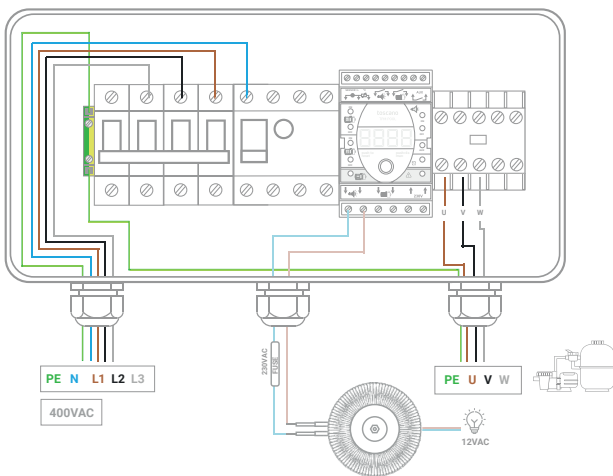 U V W
230VAC
FUSE
PE N L1 L2 L3
400VAC
PE U V W
12VAC